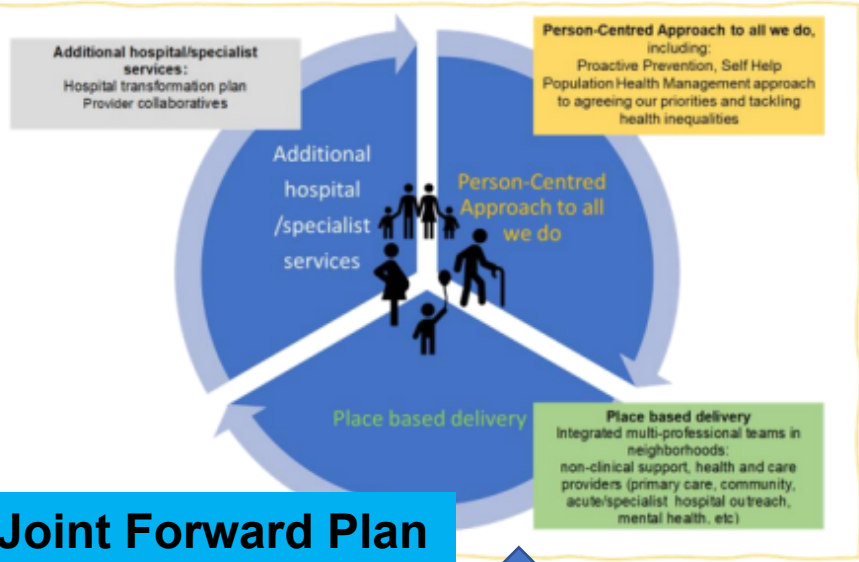 Additional hospital/specialist
services:
Hospital transformation plan
Provider collaboratives
Person-Centred Approach to all we do,
including:
Proactive Prevention, Self Help
Population Health Management approach
to agreeing our priorities and tackling
health inequalities
Additional
hospital
/specialist
services
Person-Centred
Approach to all
we do
Place based delivery
Place based delivery
Integrated multi-professional teams in
neighborhoods:
non-clinical support, health and care
providers (primary care, community,
acute/specialist hospital outreach,
mental health, etc)
Joint Forward Plan